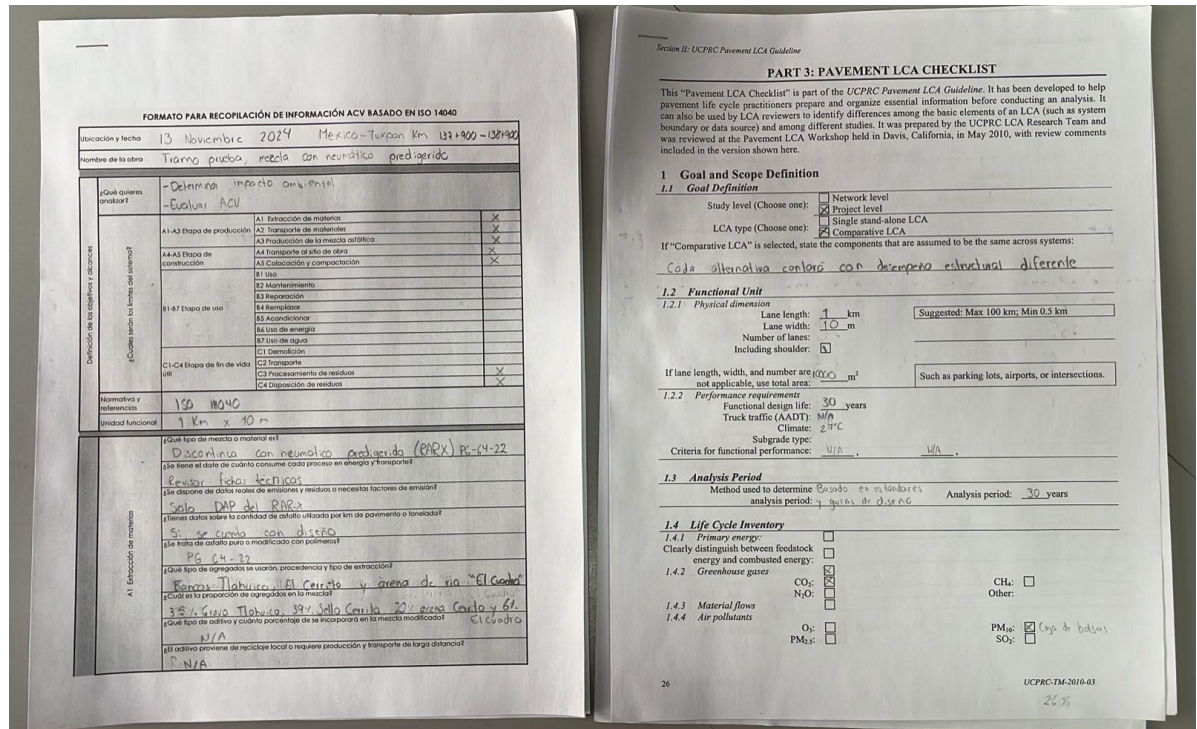 FORMATO PARA RECOPILACIÓN DE INFORMACIÓN ACV BASADO EN ISO 14040
Ubicación y fecha 13 Noviembre 2024 Mexico-Tuxpan Km 137+900 - 138+900
Nombre de la obra Tramo prueba, mezcla con neumático predigerido
Definición de los objetivos y alcances
¿Qué quieres analizar?
- Determinar impacto ambiental
- Evaluar ACV
¿Cuales serán los límites del sistema?
A1-A3 Etapa de producción
A1 Extracción de materias X
A2 Transporte de materiales X
A3 Producción de la mezcla asfáltica X
A4-A5 Etapa de construcción
A4 Transporte al sitio de obra X
A5 Colocación y compactación X
B1-B7 Etapa de uso
B1 Uso
B2 Mantenimiento
B3 Reparación
B4 Remplazar
B5 Acondicionar
B6 Uso de energía
B7 Uso de agua
C1-C4 Etapa de fin de vida útil
C1 Demolición
C2 Transporte
C3 Procesamiento de residuos X
C4 Disposición de residuos X
Normativa y referencias ISO 14040
Unidad funcional 1 Km x 10 m
A1 Extracción de materias
¿Qué tipo de mezcla o material es?
Discontinua con neumatico predigerido (RARx) PG-64-22
¿Se tiene el dato de cuánto consume cada proceso en energía y transporte?
Revisar fichas tecnicas
¿Se dispone de datos reales de emisiones y residuos o necesitas factores de emisión?
Solo DAP del RAR-x
¿Tienes datos sobre la cantidad de asfalto utilizada por km de pavimento o tonelada?
Si se cuenta con diseño
¿Se trata de asfalto puro o modificado con polímeros?
PG 64-22
¿Qué tipo de agregados se usarán, procedencia y tipo de extracción?
Bancos Tlahuica, El Cerrito y arena de rio "El Cuadro"
¿Cuál es la proporción de agregados en la mezcla?
35% Grava Tlahuica, 39% Sello Cerrito, 20% arena Cerrito y 6%
El cuadro
¿Qué tipo de aditivo y cuánto porcentaje de se incorporará en la mezcla modificado?
N/A
¿El aditivo proviene de reciclaje local o requiere producción y transporte de larga distancia?
N/A
Section II: UCPRC Pavement LCA Guideline
PART 3: PAVEMENT LCA CHECKLIST
This "Pavement LCA Checklist" is part of the UCPRC Pavement LCA Guideline. It has been developed to help
pavement life cycle practitioners prepare and organize essential information before conducting an analysis. It
can also be used by LCA reviewers to identify differences among the basic elements of an LCA (such as system
boundary or data source) and among different studies. It was prepared by the UCPRC LCA Research Team and
was reviewed at the Pavement LCA Workshop held in Davis, California, in May 2010, with review comments
included in the version shown here.
1 Goal and Scope Definition
1.1 Goal Definition
Study level (Choose one): ☐ Network level
☒ Project level
LCA type (Choose one): ☐ Single stand-alone LCA
☒ Comparative LCA
If "Comparative LCA" is selected, state the components that are assumed to be the same across systems:
Cada alternativa contará con desempeño estructural diferente
1.2 Functional Unit
1.2.1 Physical dimension
Lane length: 1 km Suggested: Max 100 km; Min 0.5 km
Lane width: 10 m
Number of lanes:
Including shoulder:
If lane length, width, and number are not applicable, use total area: 10000 m² Such as parking lots, airports, or intersections.
1.2.2 Performance requirements
Functional design life: 30 years
Truck traffic (AADT): N/A
Climate: 27°C
Subgrade type:
Criteria for functional performance: N/A , N/A .
1.3 Analysis Period
Method used to determine analysis period: Basado en estándares y guías de diseño Analysis period: 30 years
1.4 Life Cycle Inventory
1.4.1 Primary energy: ☐
Clearly distinguish between feedstock energy and combusted energy: ☐
1.4.2 Greenhouse gases ☒
CO₂: ☒ CH₄: ☐
N₂O: ☐ Other:
1.4.3 Material flows ☐
1.4.4 Air pollutants
O₃: ☐ PM₁₀: ☒ Caja de bolsas
PM₂.₅: ☐ SO₂: ☐
26
UCPRC-TM-2010-03